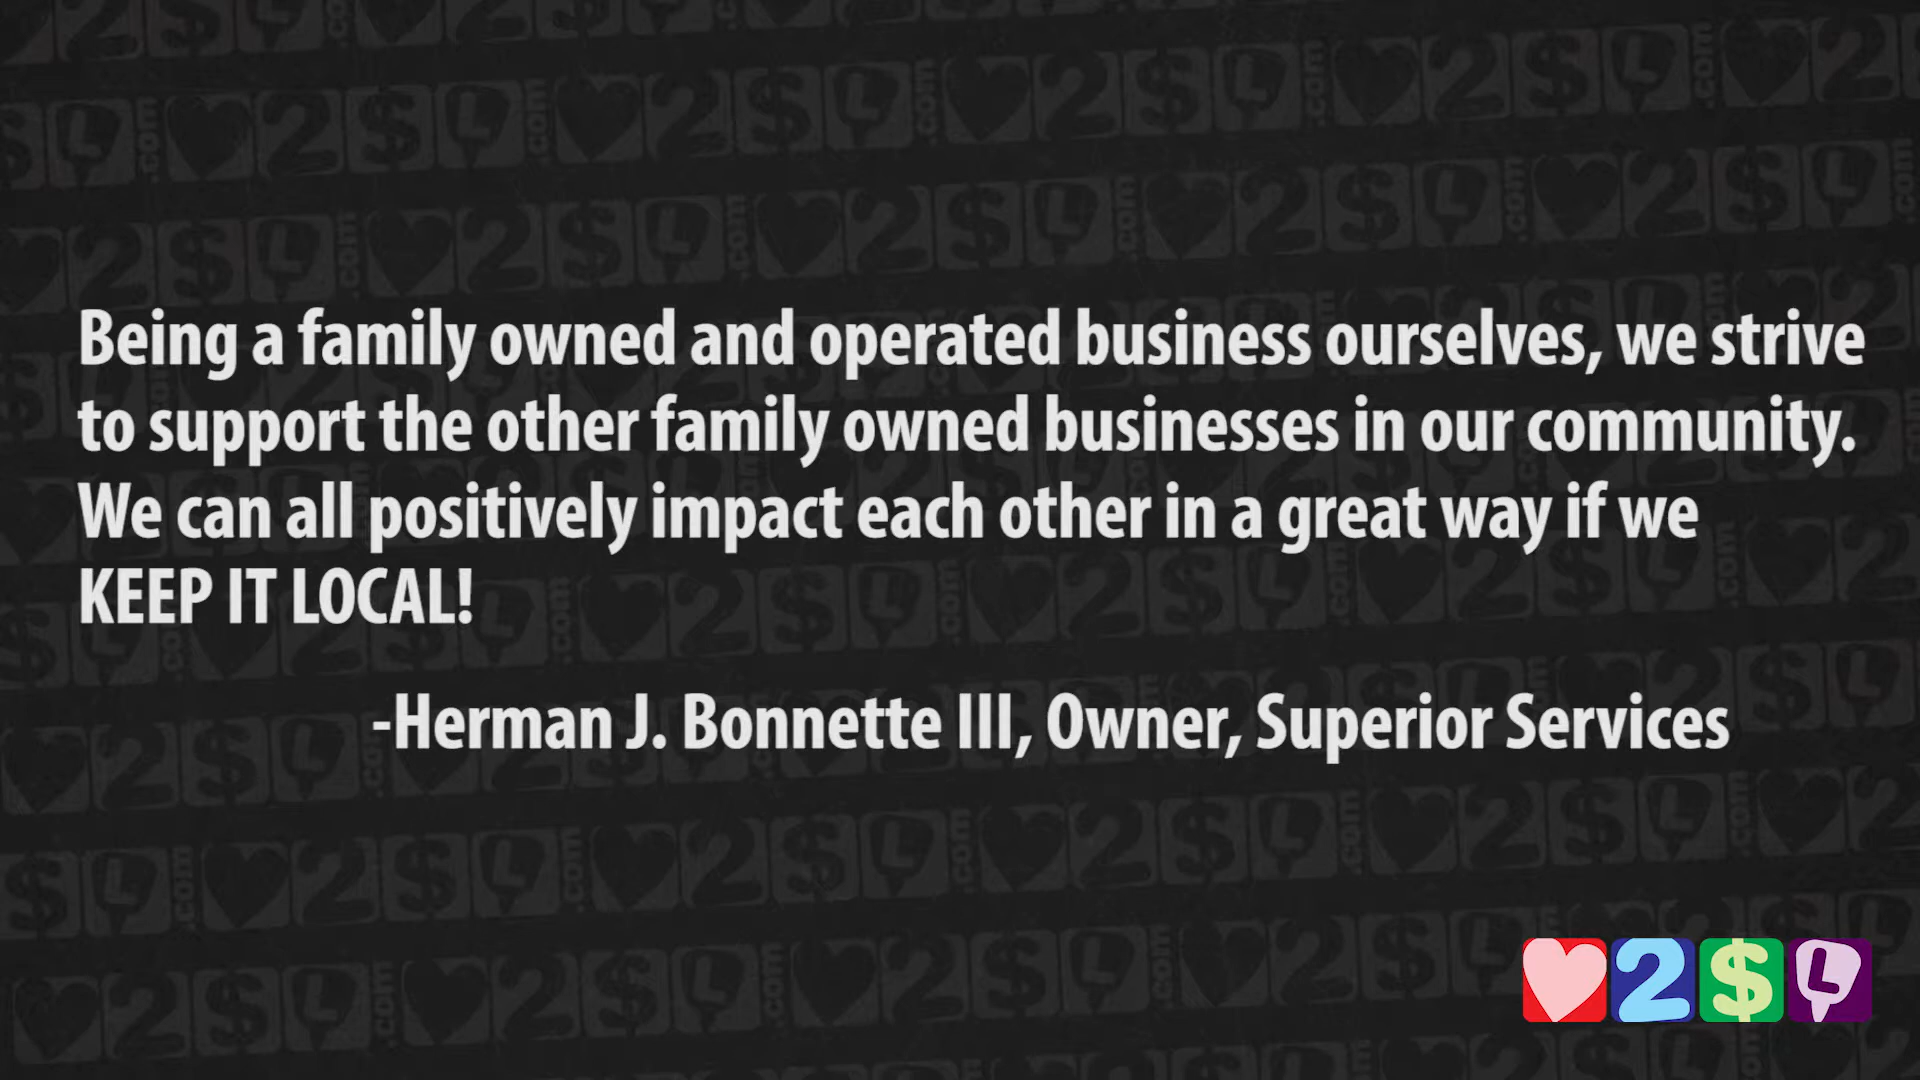 Being a family owned and operated business ourselves, we strive
to support the other family owned businesses in our community.
We can all positively impact each other in a great way if we
KEEP IT LOCAL!
-Herman J. Bonnette III, Owner, Superior Services
2$L